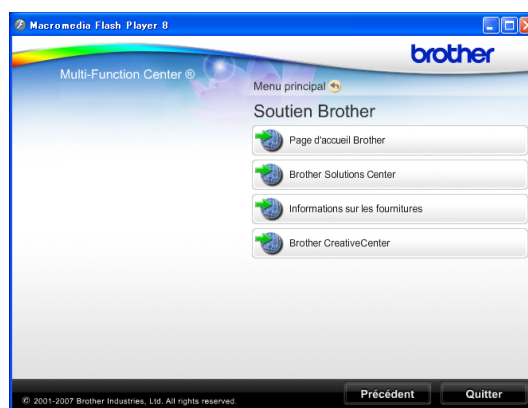 Macromedia Flash Player 8
brother
Multi-Function Center ®
Menu principal
Soutien Brother
Page d'accueil Brother
Brother Solutions Center
Informations sur les fournitures
Brother CreativeCenter
© 2001-2007 Brother Industries, Ltd. All rights reserved.
Précédent
Quitter